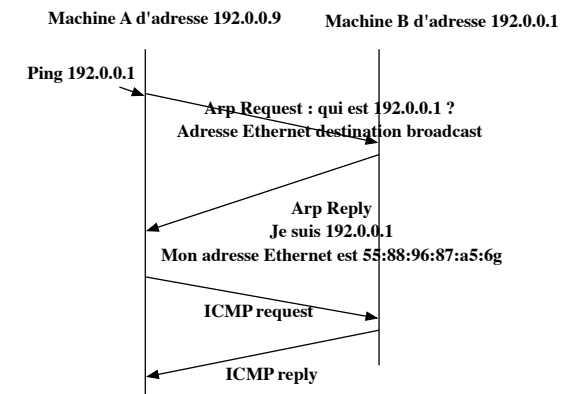 Machine A d'adresse 192.0.0.9
Machine B d'adresse 192.0.0.1
Ping 192.0.0.1
Arp Request : qui est 192.0.0.1 ?
Adresse Ethernet destination broadcast
Arp Reply
Je suis 192.0.0.1
Mon adresse Ethernet est 55:88:96:87:a5:6g
ICMP request
ICMP reply